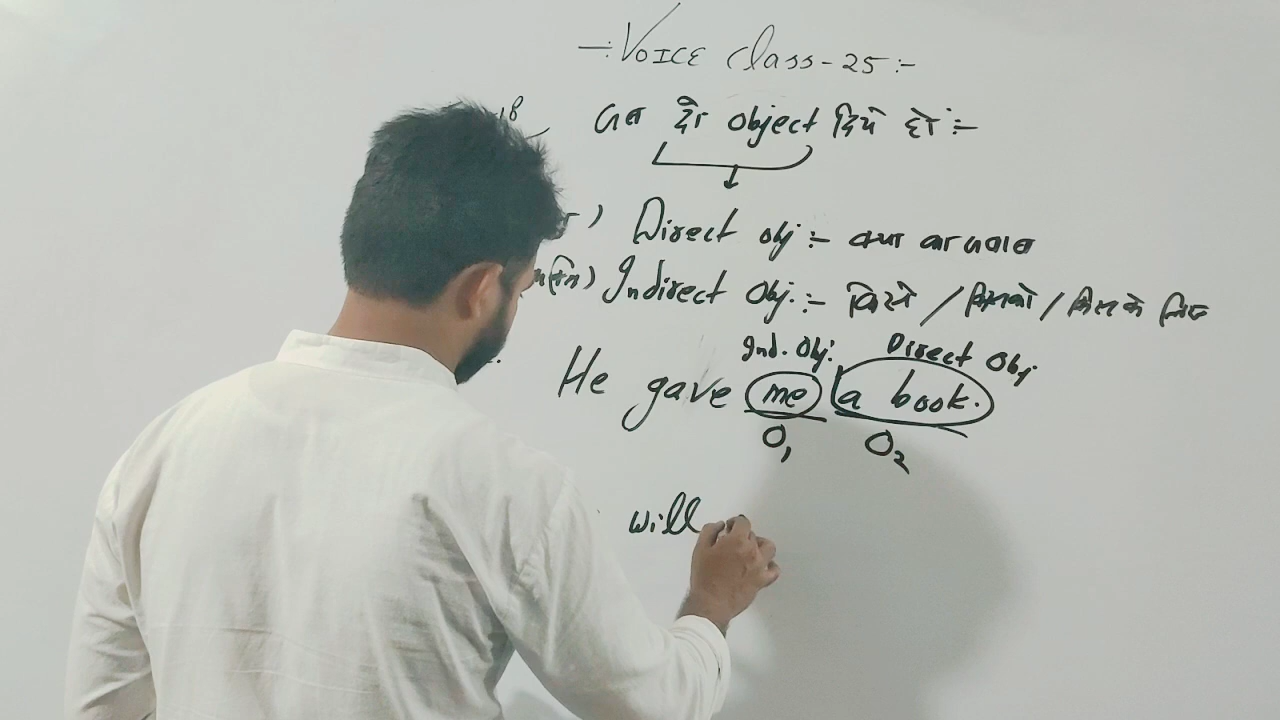 -: VOICE Class-25 :-
जब दो object दिये हो :-
) Direct obj :- क्या का जवाब
) Indirect Obj. :- किसे / किसको / किसके लिए
Ind. Obj. Direct Obj.
He gave me a book.
O₁ O₂
will